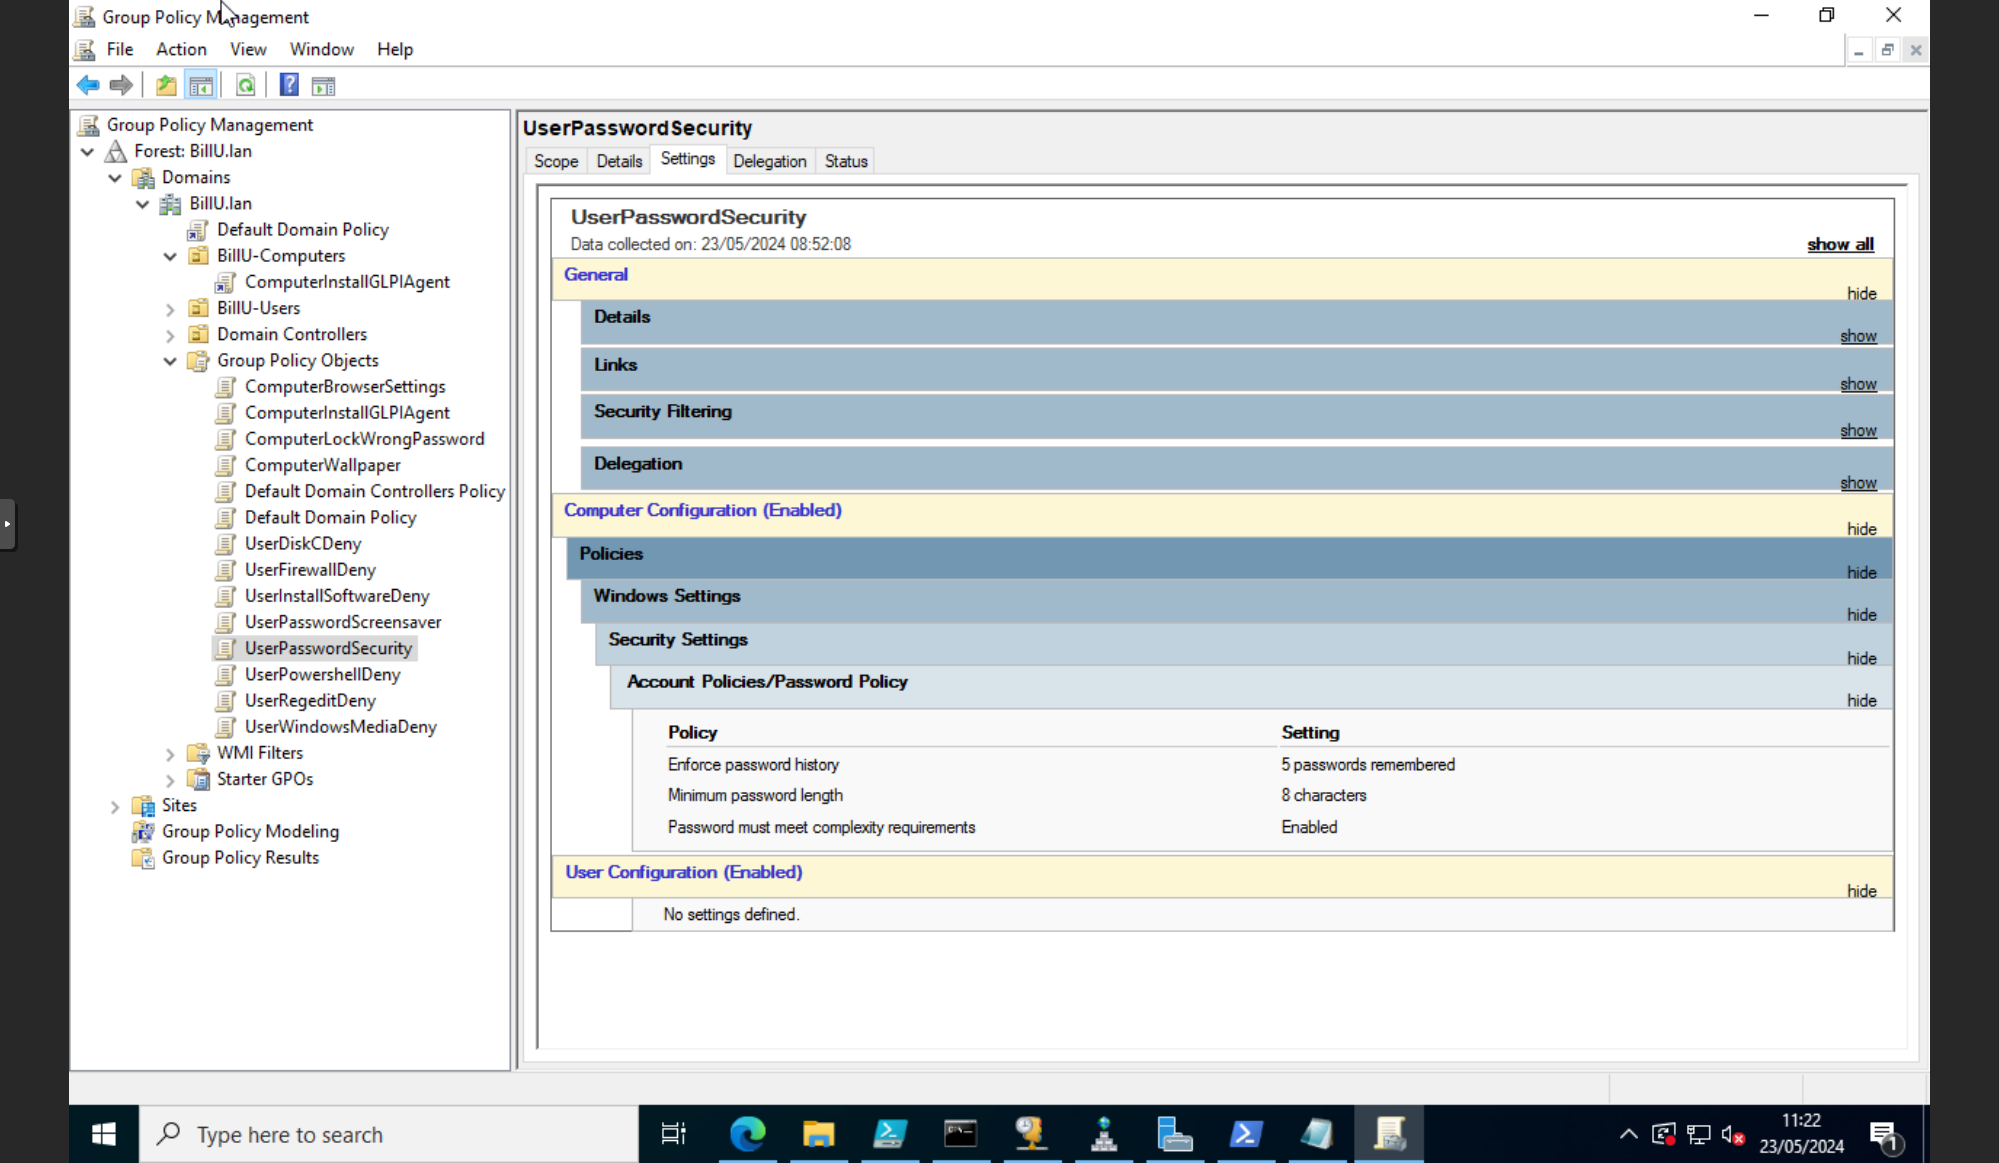 Group Policy Management
File Action View Window Help
Group Policy Management
Forest: BillU.lan
Domains
BillU.lan
Default Domain Policy
BillU-Computers
ComputerInstallGLPIAgent
BillU-Users
Domain Controllers
Group Policy Objects
ComputerBrowserSettings
ComputerInstallGLPIAgent
ComputerLockWrongPassword
ComputerWallpaper
Default Domain Controllers Policy
Default Domain Policy
UserDiskCDeny
UserFirewallDeny
UserInstallSoftwareDeny
UserPasswordScreensaver
UserPasswordSecurity
UserPowershellDeny
UserRegeditDeny
UserWindowsMediaDeny
WMI Filters
Starter GPOs
Sites
Group Policy Modeling
Group Policy Results
UserPasswordSecurity
Scope Details Settings Delegation Status
UserPasswordSecurity
Data collected on: 23/05/2024 08:52:08
show all
General
hide
Details
show
Links
show
Security Filtering
show
Delegation
show
Computer Configuration (Enabled)
hide
Policies
hide
Windows Settings
hide
Security Settings
hide
Account Policies/Password Policy
hide
Policy Setting
Enforce password history 5 passwords remembered
Minimum password length 8 characters
Password must meet complexity requirements Enabled
User Configuration (Enabled)
hide
No settings defined.
Type here to search
11:22
23/05/2024
1